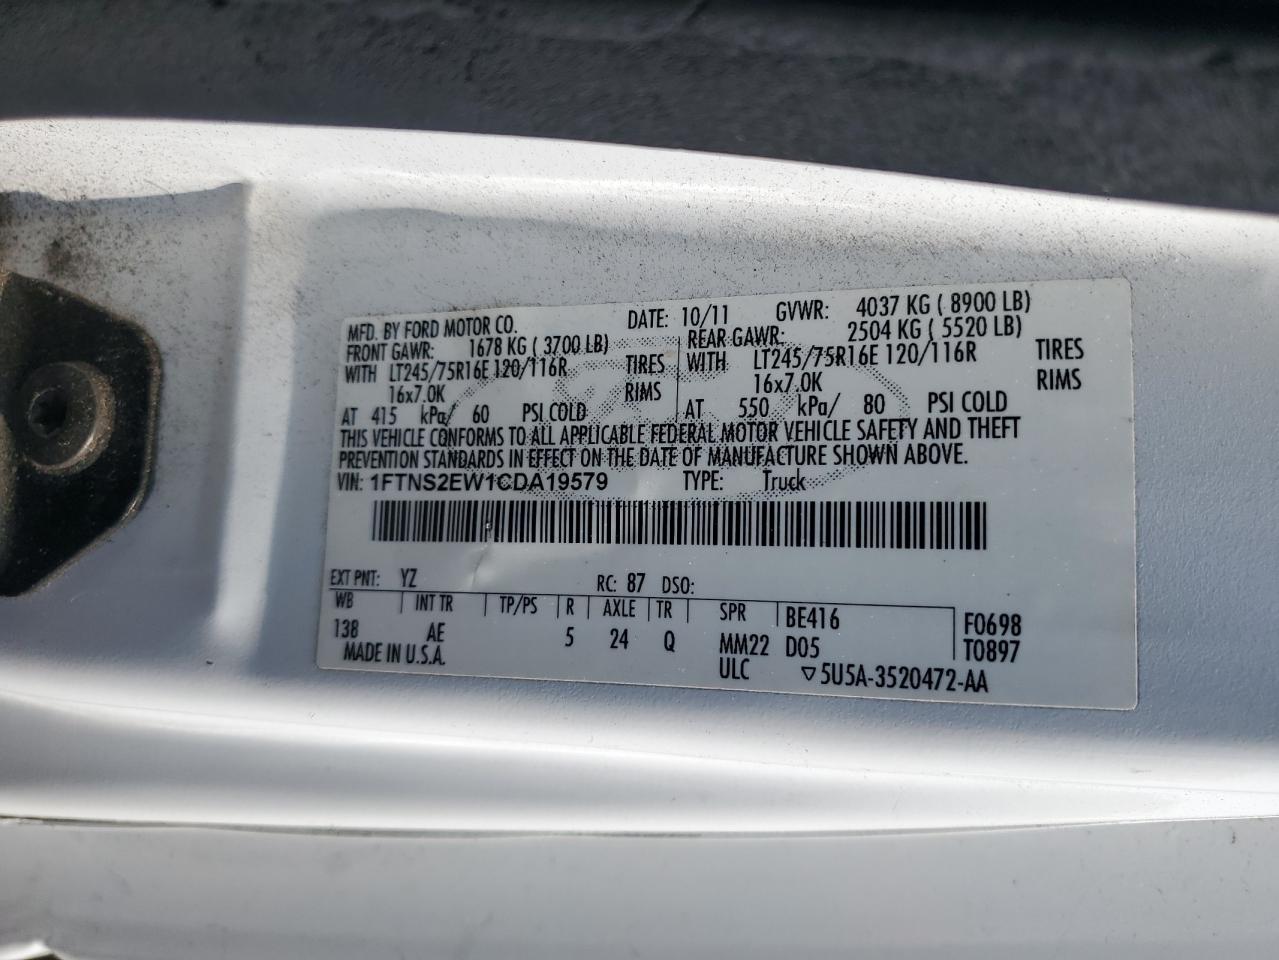 MFD. BY FORD MOTOR CO. DATE: 10/11 GVWR: 4037 KG ( 8900 LB)
FRONT GAWR: 1678 KG ( 3700 LB) REAR GAWR: 2504 KG ( 5520 LB)
WITH LT245/75R16E 120/116R TIRES WITH LT245/75R16E 120/116R TIRES
16x7.0K RIMS 16x7.0K RIMS
AT 415 kPa/ 60 PSI COLD AT 550 kPa/ 80 PSI COLD
THIS VEHICLE CONFORMS TO ALL APPLICABLE FEDERAL MOTOR VEHICLE SAFETY AND THEFT
PREVENTION STANDARDS IN EFFECT ON THE DATE OF MANUFACTURE SHOWN ABOVE.
VIN: 1FTNS2EW1CDA19579 TYPE: Truck
EXT PNT: YZ RC: 87 DSO:
WB INT TR TP/PS R AXLE TR SPR BE416 F0698
138 AE 5 24 Q MM22 D05 T0897
MADE IN U.S.A. ULC ▽5U5A-3520472-AA